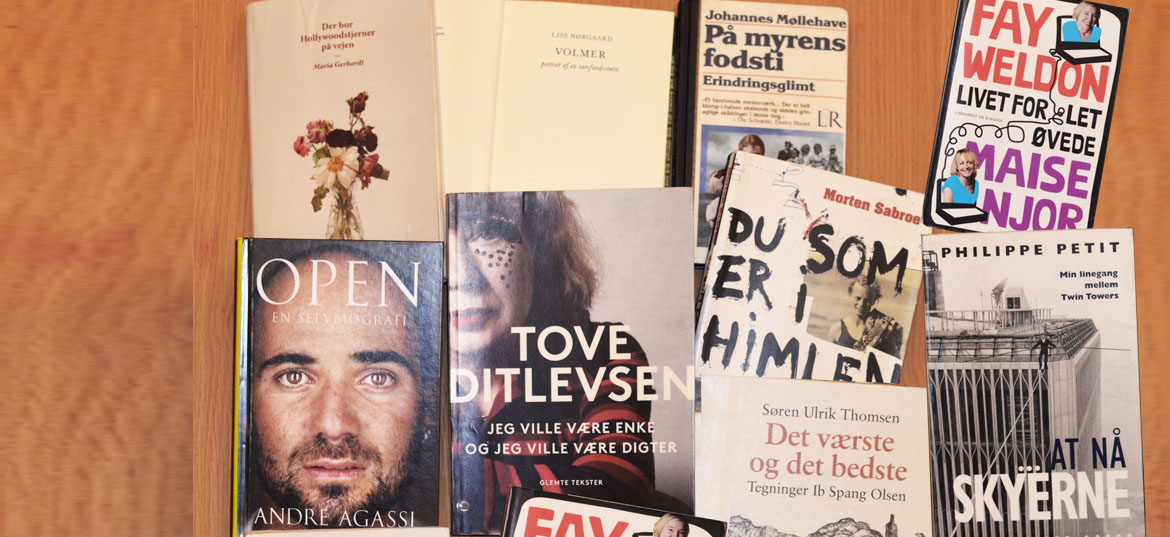 Der bor
Hollywoodstjerner
på vejen
Maria Gerhardt
LISE NØRGAARD
VOLMER
portræt af en samfundsstøtte
Johannes Møllehave
På myrens
fodsti
Erindringsglimt
LR
FAY
WELDON
LIVET FOR LET
ØVEDE
MAISE
NJOR
LINDHARDT OG RINGHOF
OPEN
EN SELVBIOGRAFI
ANDRE AGASSI
TOVE
DITLEVSEN
JEG VILLE VÆRE ENKE
OG JEG VILLE VÆRE DIGTER
GLEMTE TEKSTER
Morten Sabroe
DU SOM
ER I
HIMLEN
PHILIPPE PETIT
Min linegang
mellem
Twin Towers
AT NÅ
SKYERNE
Søren Ulrik Thomsen
Det værste
og det bedste
Tegninger Ib Spang Olsen
FAY